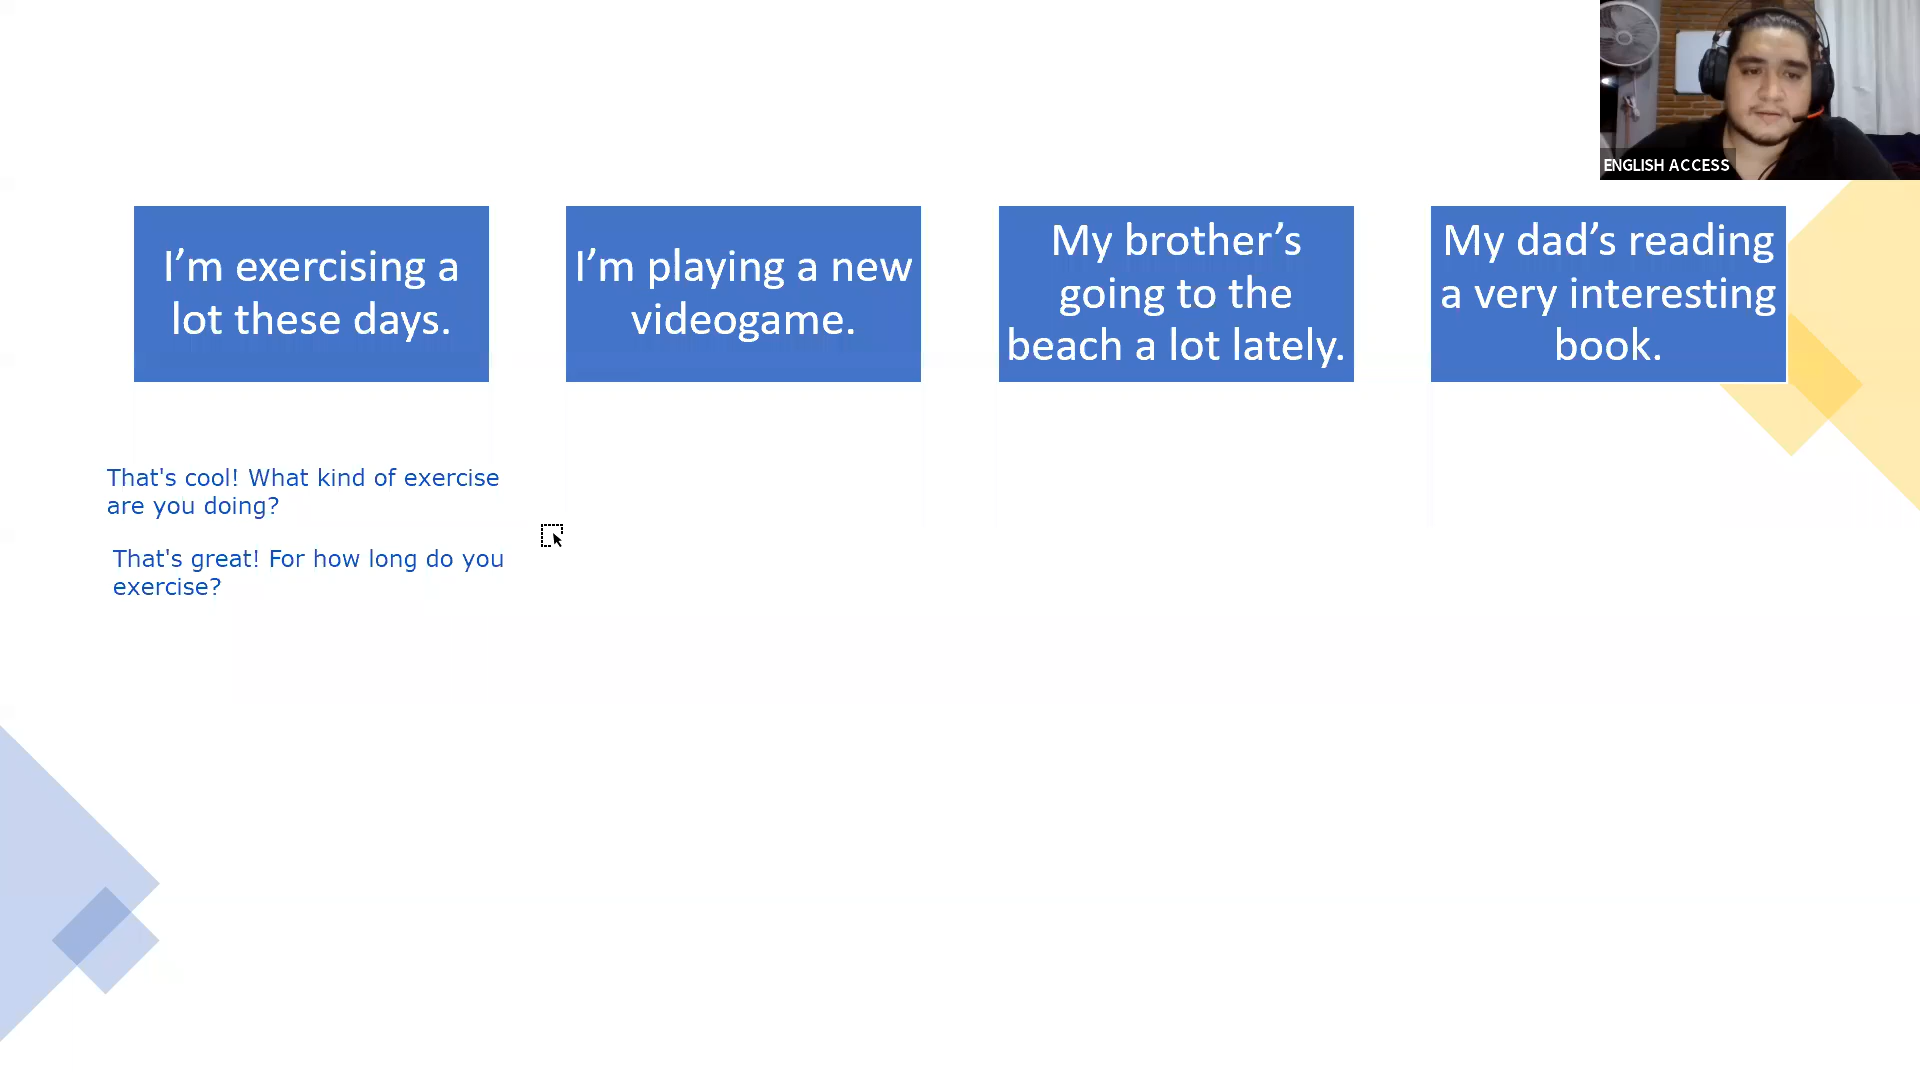 ENGLISH ACCESS
I’m exercising a
lot these days.
I’m playing a new
videogame.
My brother’s
going to the
beach a lot lately.
My dad’s reading
a very interesting
book.
That's cool! What kind of exercise
are you doing?
That's great! For how long do you
exercise?